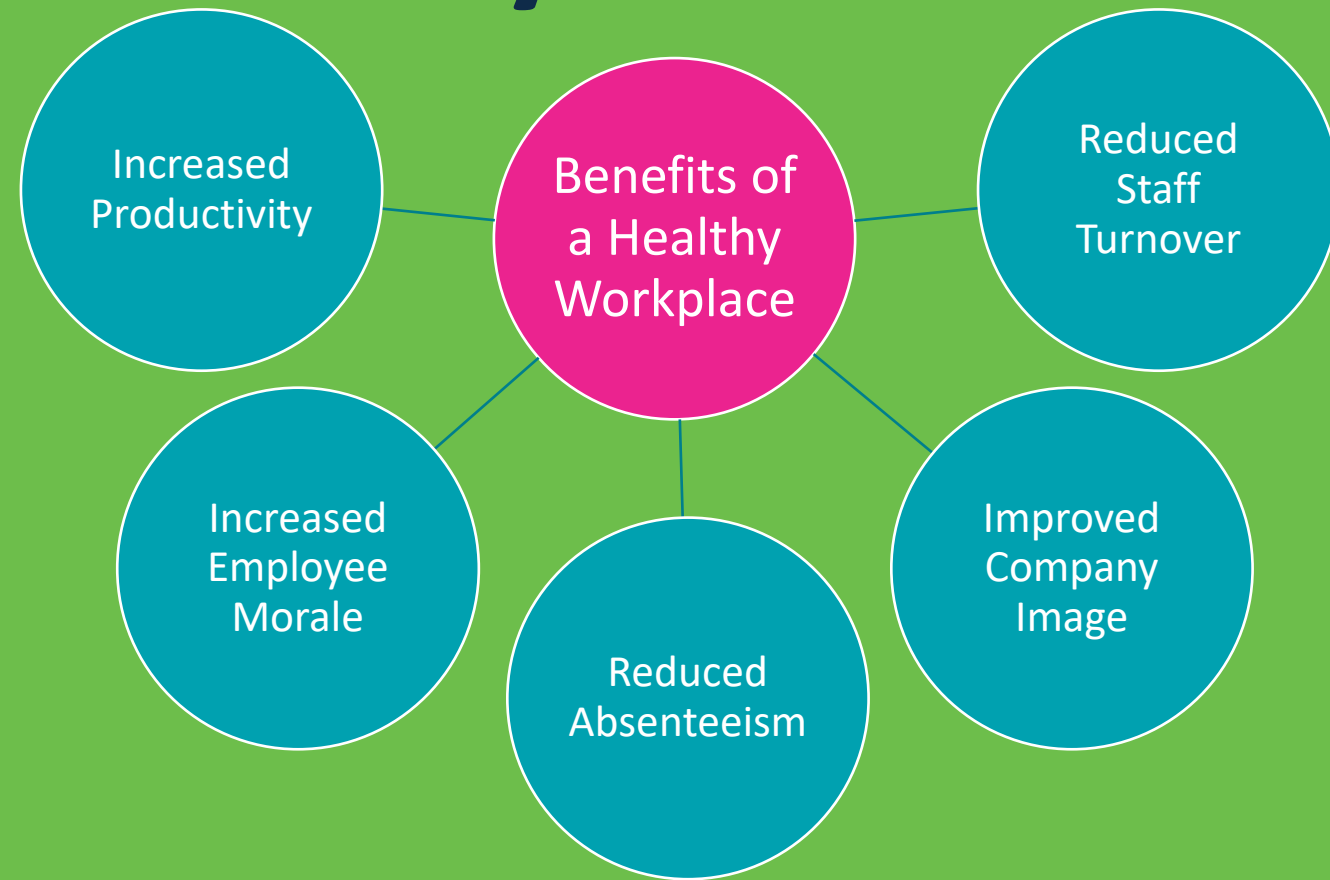 Benefits of
a Healthy
Workplace
Increased
Productivity
Reduced
Staff
Turnover
Increased
Employee
Morale
Improved
Company
Image
Reduced
Absenteeism